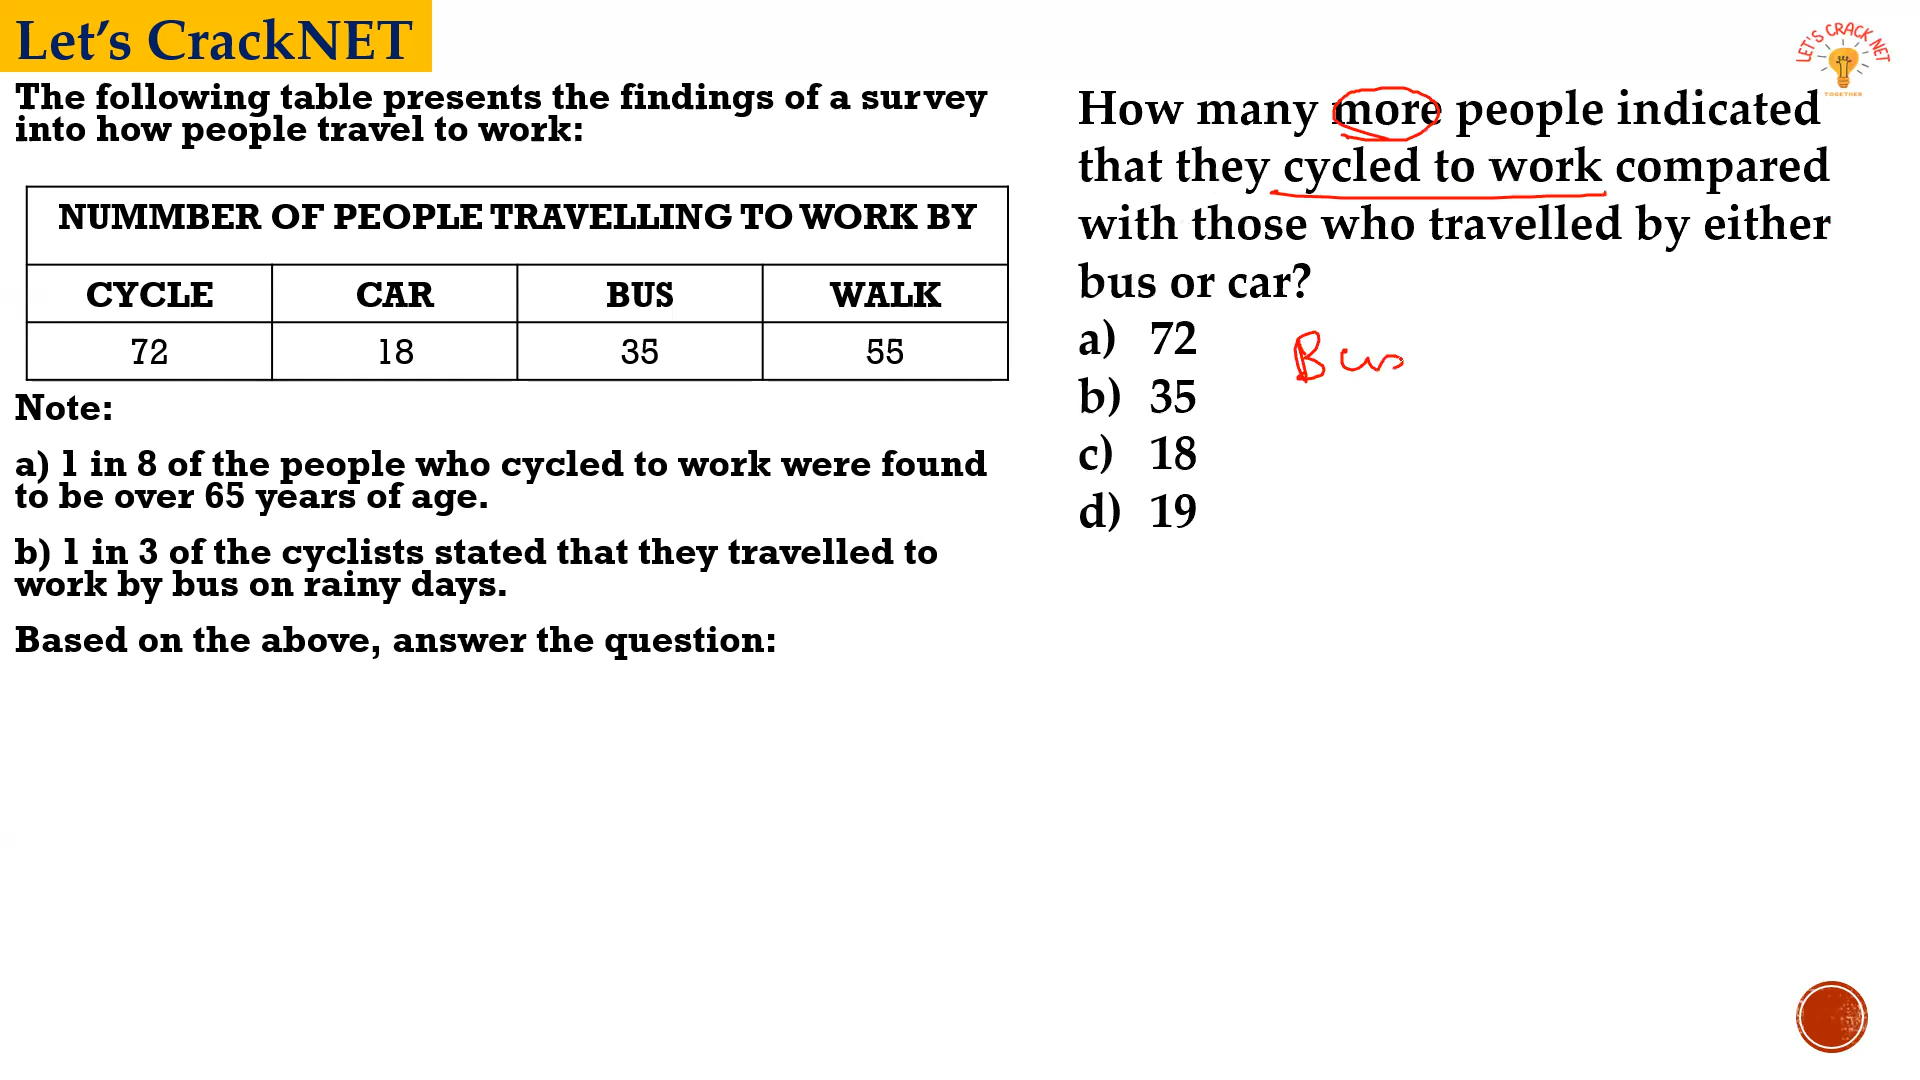 Let's CrackNET
LET'S CRACK NET
TOGETHER
The following table presents the findings of a survey
into how people travel to work:
NUMMBER OF PEOPLE TRAVELLING TO WORK BY
CYCLE CAR BUS WALK
72 18 35 55
Note:
a) 1 in 8 of the people who cycled to work were found
to be over 65 years of age.
b) 1 in 3 of the cyclists stated that they travelled to
work by bus on rainy days.
Based on the above, answer the question:
How many more people indicated
that they cycled to work compared
with those who travelled by either
bus or car?
a) 72
b) 35
c) 18
d) 19
Bus